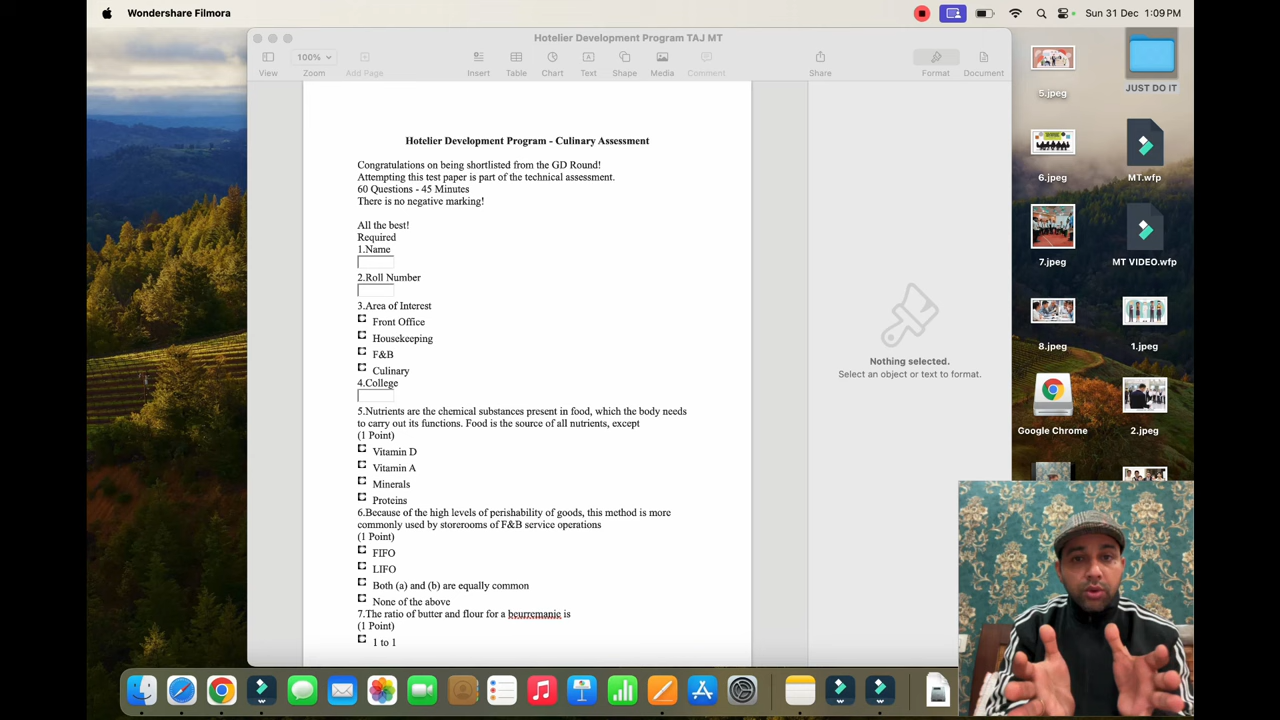 Wondershare Filmora
Sun 31 Dec 1:09 PM
Hotelier Development Program TAJ MT
100%
View
Zoom
Add Page
Insert
Table
Chart
Text
Shape
Media
Comment
Share
Format
Document
Hotelier Development Program - Culinary Assessment
Congratulations on being shortlisted from the GD Round!
Attempting this test paper is part of the technical assessment.
60 Questions - 45 Minutes
There is no negative marking!
All the best!
Required
1.Name
2.Roll Number
3.Area of Interest
Front Office
Housekeeping
F&B
Culinary
4.College
5.Nutrients are the chemical substances present in food, which the body needs
to carry out its functions. Food is the source of all nutrients, except
(1 Point)
Vitamin D
Vitamin A
Minerals
Proteins
6.Because of the high levels of perishability of goods, this method is more
commonly used by storerooms of F&B service operations
(1 Point)
FIFO
LIFO
Both (a) and (b) are equally common
None of the above
7.The ratio of butter and flour for a beurremanie is
(1 Point)
1 to 1
Nothing selected.
Select an object or text to format.
5.jpeg
JUST DO IT
6.jpeg
MT.wfp
7.jpeg
MT VIDEO.wfp
8.jpeg
1.jpeg
Google Chrome
2.jpeg